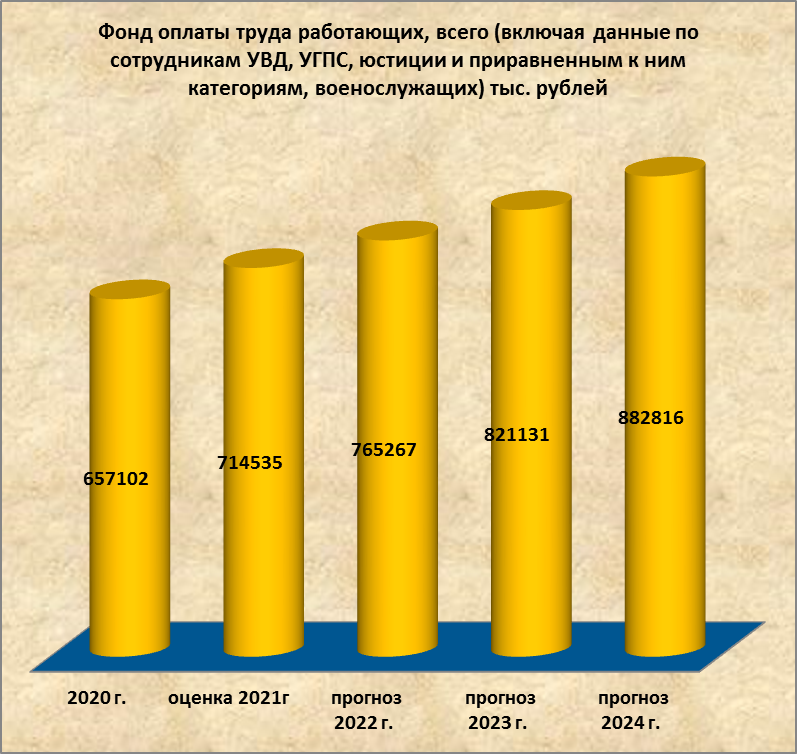 Фонд оплаты труда работающих, всего (включая данные по
сотрудникам УВД, УГПС, юстиции и приравненным к ним
категориям, военослужащих) тыс. рублей
882816
821131
765267
714535
657102
2020 г.
оценка 2021г
прогноз
2022 г.
прогноз
2023 г.
прогноз
2024 г.